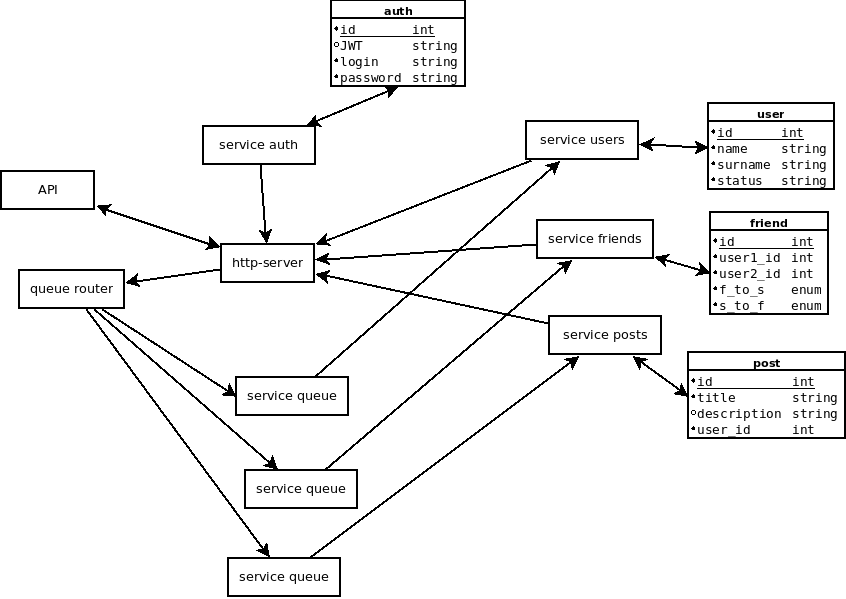 auth
id int
JWT string
login string
password string
service auth
service users
user
id int
name string
surname string
status string
API
http-server
service friends
friend
id int
user1_id int
user2_id int
f_to_s enum
s_to_f enum
queue router
service posts
post
id int
title string
description string
user_id int
service queue
service queue
service queue